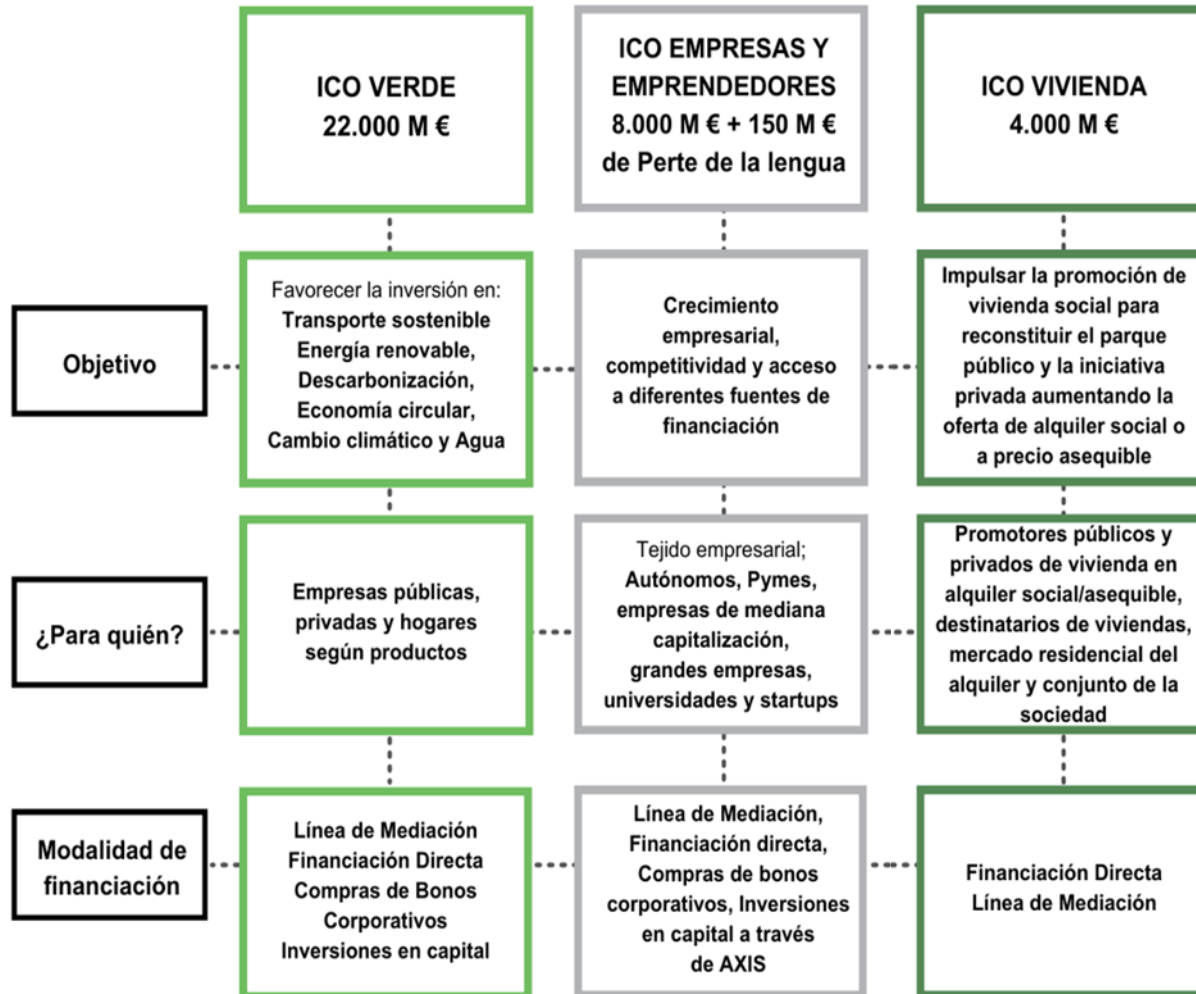 ICO VERDE
22.000 M €
ICO EMPRESAS Y
EMPRENDEDORES
8.000 M € + 150 M €
de Perte de la lengua
ICO VIVIENDA
4.000 M €
Objetivo
Favorecer la inversión en:
Transporte sostenible
Energía renovable,
Descarbonización,
Economía circular,
Cambio climático y Agua
Crecimiento
empresarial,
competitividad y acceso
a diferentes fuentes de
financiación
Impulsar la promoción de
vivienda social para
reconstituir el parque
público y la iniciativa
privada aumentando la
oferta de alquiler social o
a precio asequible
¿Para quién?
Empresas públicas,
privadas y hogares
según productos
Tejido empresarial;
Autónomos, Pymes,
empresas de mediana
capitalización,
grandes empresas,
universidades y startups
Promotores públicos y
privados de vivienda en
alquiler social/asequible,
destinatarios de viviendas,
mercado residencial del
alquiler y conjunto de la
sociedad
Modalidad de
financiación
Línea de Mediación
Financiación Directa
Compras de Bonos
Corporativos
Inversiones en capital
Línea de Mediación,
Financiación directa,
Compras de bonos
corporativos, Inversiones
en capital a través
de AXIS
Financiación Directa
Línea de Mediación